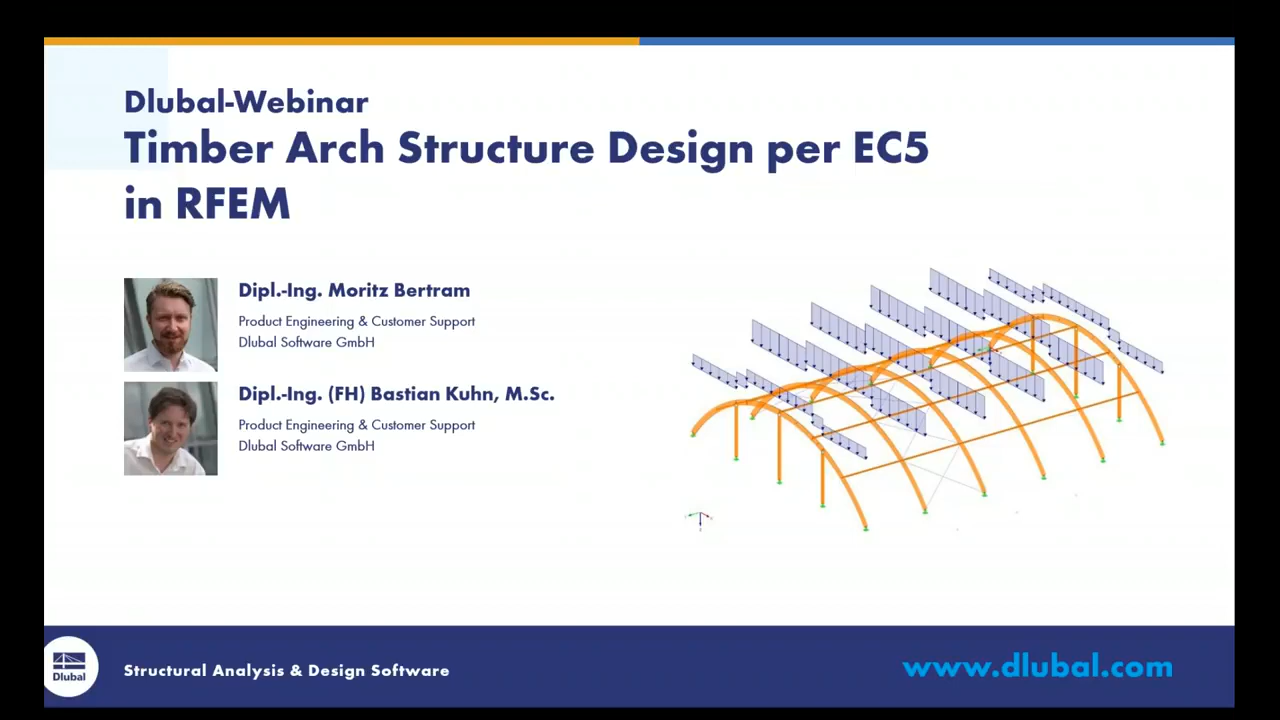 Dlubal-Webinar
Timber Arch Structure Design per EC5
in RFEM
Dipl.-Ing. Moritz Bertram
Product Engineering & Customer Support
Dlubal Software GmbH
Dipl.-Ing. (FH) Bastian Kuhn, M.Sc.
Product Engineering & Customer Support
Dlubal Software GmbH
Dlubal
Structural Analysis & Design Software
www.dlubal.com